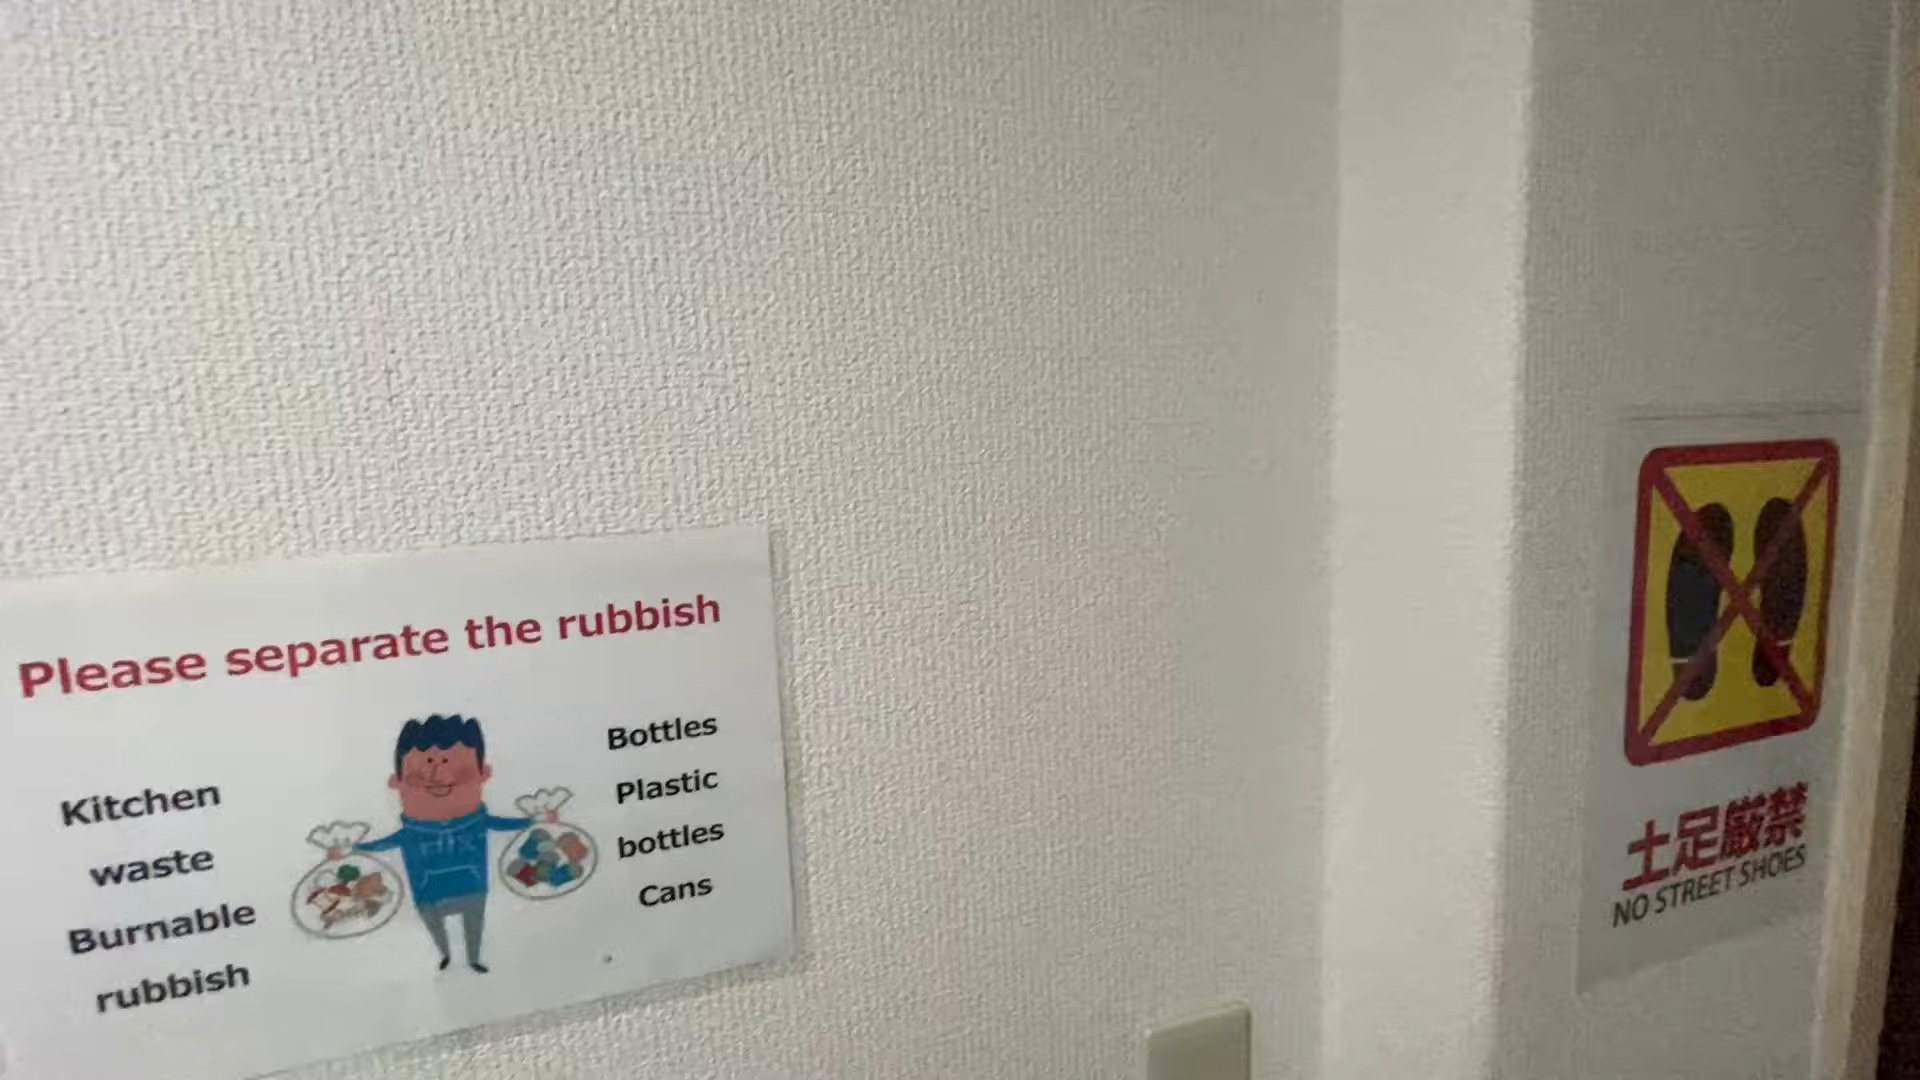 Please separate the rubbish
Kitchen
waste
Burnable
rubbish
Bottles
Plastic
bottles
Cans
土足厳禁
NO STREET SHOES